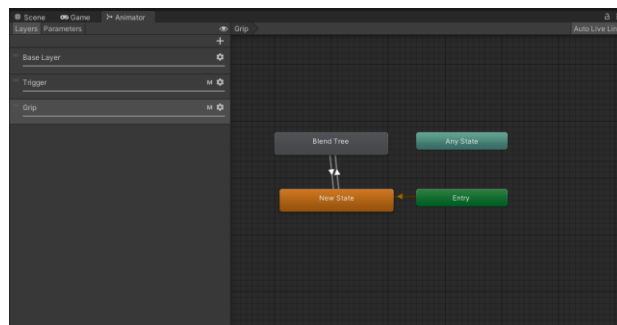 Scene Game Animator
Layers Parameters Grip Auto Live Lin
Base Layer
Trigger M
Grip M
Blend Tree Any State
New State Entry